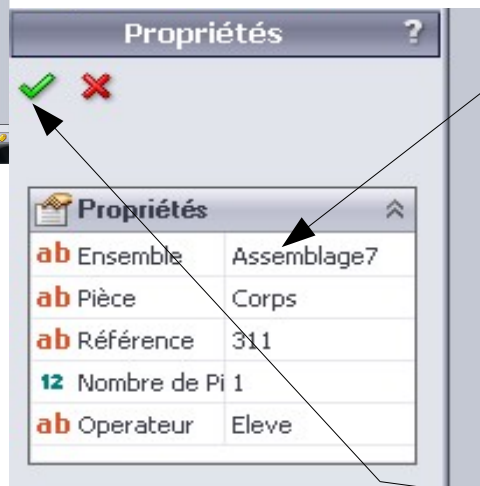 Propriétés ?
Propriétés
ab Ensemble Assemblage7
ab Pièce Corps
ab Référence 311
12 Nombre de Pi 1
ab Operateur Eleve